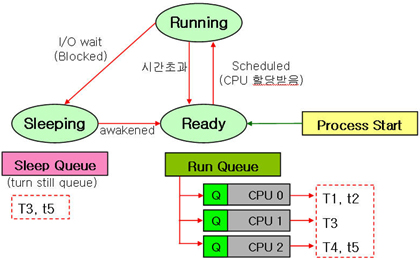 Running
I/O wait
(Blocked)
시간초과
Scheduled
(CPU 할당받음)
Sleeping
awakened
Ready
Process Start
Sleep Queue
(turn still queue)
T3, t5
Run Queue
Q CPU 0
T1, t2
Q CPU 1
T3
Q CPU 2
T4, t5